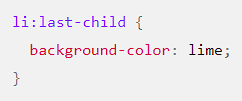 li:last-child {
  background-color: lime;
}